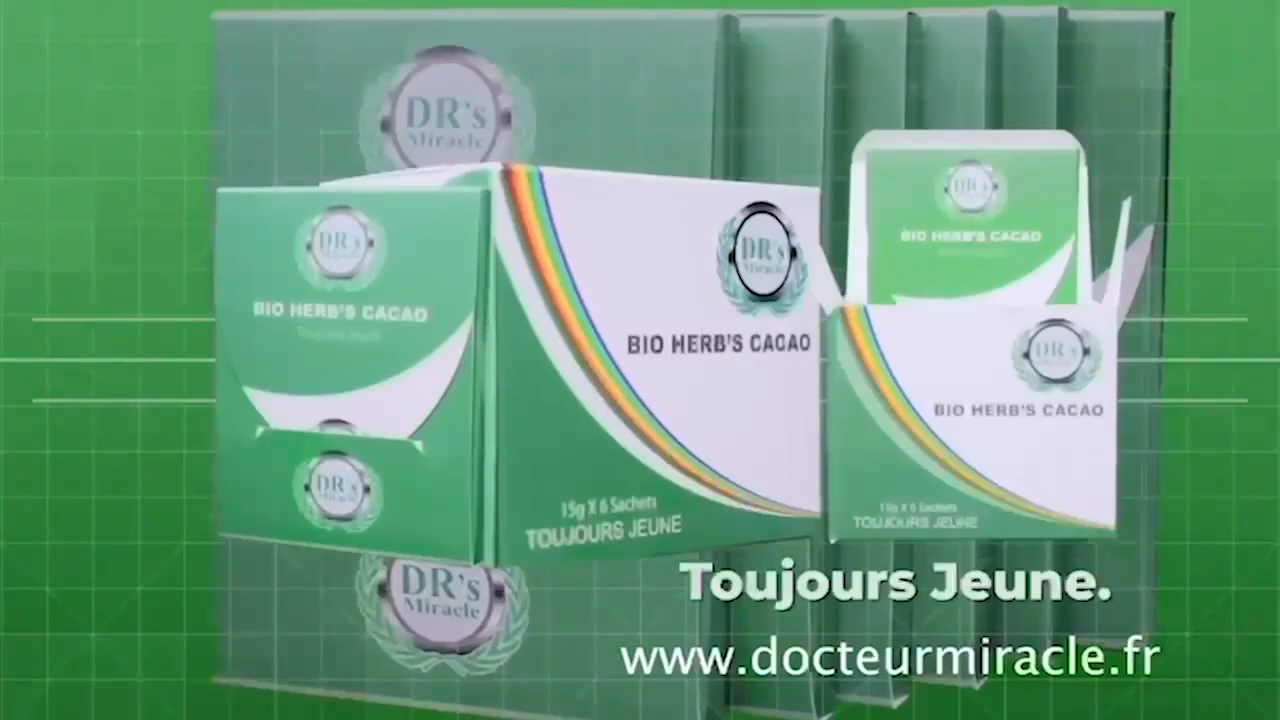 DR's
Miracle
DR's
Miracle
BIO HERB'S CACAO
Toujours Jeune
DR's
Miracle
DR's
Miracle
BIO HERB'S CACAO
15g X 6 Sachets
TOUJOURS JEUNE
DR's
BIO HERB'S CACAO
DR's
BIO HERB'S CACAO
15g X 6 Sachets
TOUJOURS JEUNE
DR's
Miracle
Toujours Jeune.
www.docteurmiracle.fr